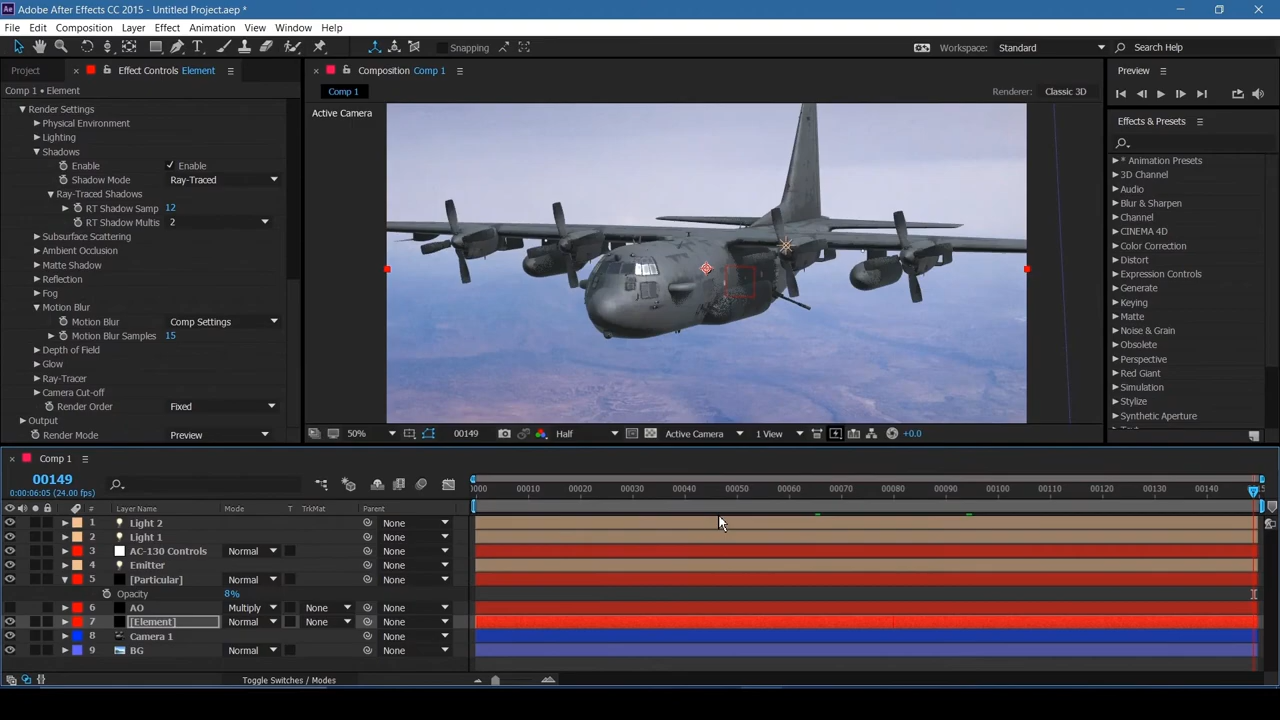 Adobe After Effects CC 2015 - Untitled Project.aep *
File Edit Composition Layer Effect Animation View Window Help
Snapping
Workspace: Standard
Search Help
Project
Effect Controls Element
Comp 1 • Element
Render Settings
Physical Environment
Lighting
Shadows
Enable Enable
Shadow Mode Ray-Traced
Ray-Traced Shadows
RT Shadow Samp 12
RT Shadow Multis 2
Subsurface Scattering
Ambient Occlusion
Matte Shadow
Reflection
Fog
Motion Blur
Motion Blur Comp Settings
Motion Blur Samples 15
Depth of Field
Glow
Ray-Tracer
Camera Cut-off
Render Order Fixed
Output
Render Mode Preview
Composition Comp 1
Comp 1
Renderer: Classic 3D
Active Camera
50% 00149 Half Active Camera 1 View +0.0
Preview
Effects & Presets
* Animation Presets
3D Channel
Audio
Blur & Sharpen
Channel
CINEMA 4D
Color Correction
Distort
Expression Controls
Generate
Keying
Matte
Noise & Grain
Obsolete
Perspective
Red Giant
Simulation
Stylize
Synthetic Aperture
Comp 1
00149
0:00:06:05 (24.00 fps)
00010 00020 00030 00040 00050 00060 00070 00080 00090 00100 00110 00120 00130 00140
# Layer Name Mode T TrkMat Parent
1 Light 2 None
2 Light 1 None
3 AC-130 Controls Normal None
4 Emitter None
5 [Particular] Normal None
Opacity 8%
6 AO Multiply None None
7 [Element] Normal None None
8 Camera 1 None
9 BG Normal None
Toggle Switches / Modes